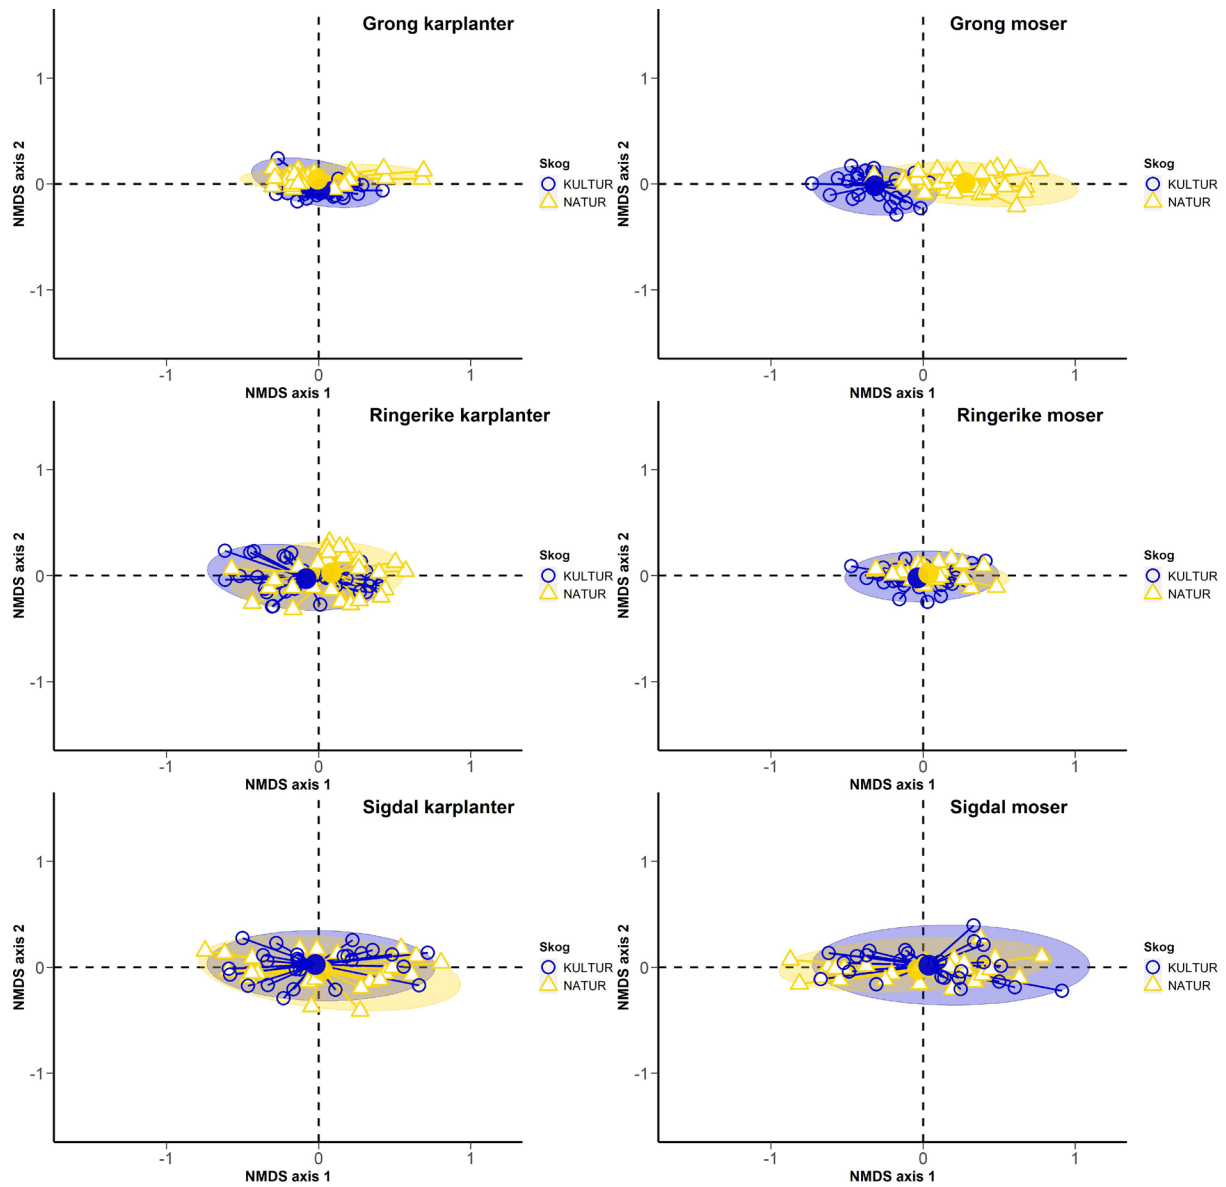 Grong karplanter
NMDS axis 2
1
0
-1
-1
0
1
NMDS axis 1
Skog
KULTUR
NATUR
Grong moser
NMDS axis 2
1
0
-1
-1
0
1
NMDS axis 1
Skog
KULTUR
NATUR
Ringerike karplanter
NMDS axis 2
1
0
-1
-1
0
1
NMDS axis 1
Skog
KULTUR
NATUR
Ringerike moser
NMDS axis 2
1
0
-1
-1
0
1
NMDS axis 1
Skog
KULTUR
NATUR
Sigdal karplanter
NMDS axis 2
1
0
-1
-1
0
1
NMDS axis 1
Skog
KULTUR
NATUR
Sigdal moser
NMDS axis 2
1
0
-1
-1
0
1
NMDS axis 1
Skog
KULTUR
NATUR